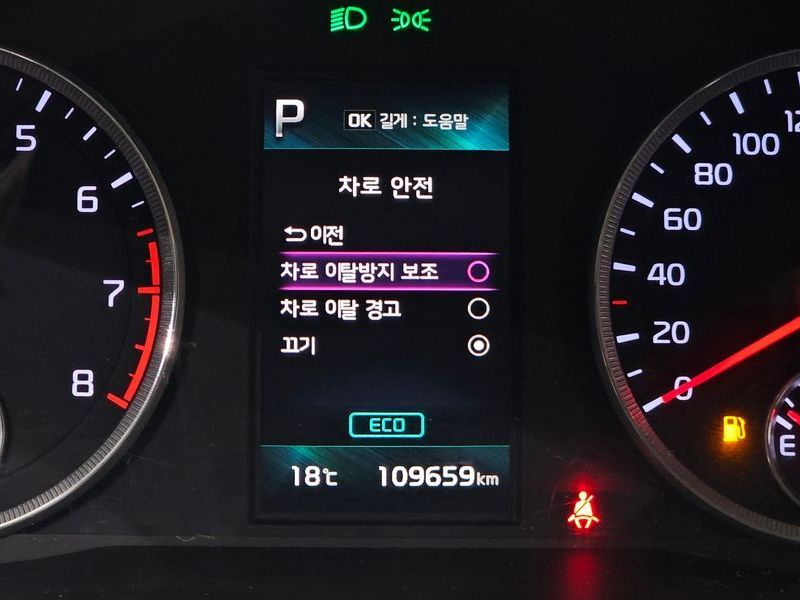 P OK 길게 : 도움말
차로 안전
이전
차로 이탈방지 보조
차로 이탈 경고
끄기
ECO
18℃ 109659km
5
6
7
8
100
80
60
40
20
0
E